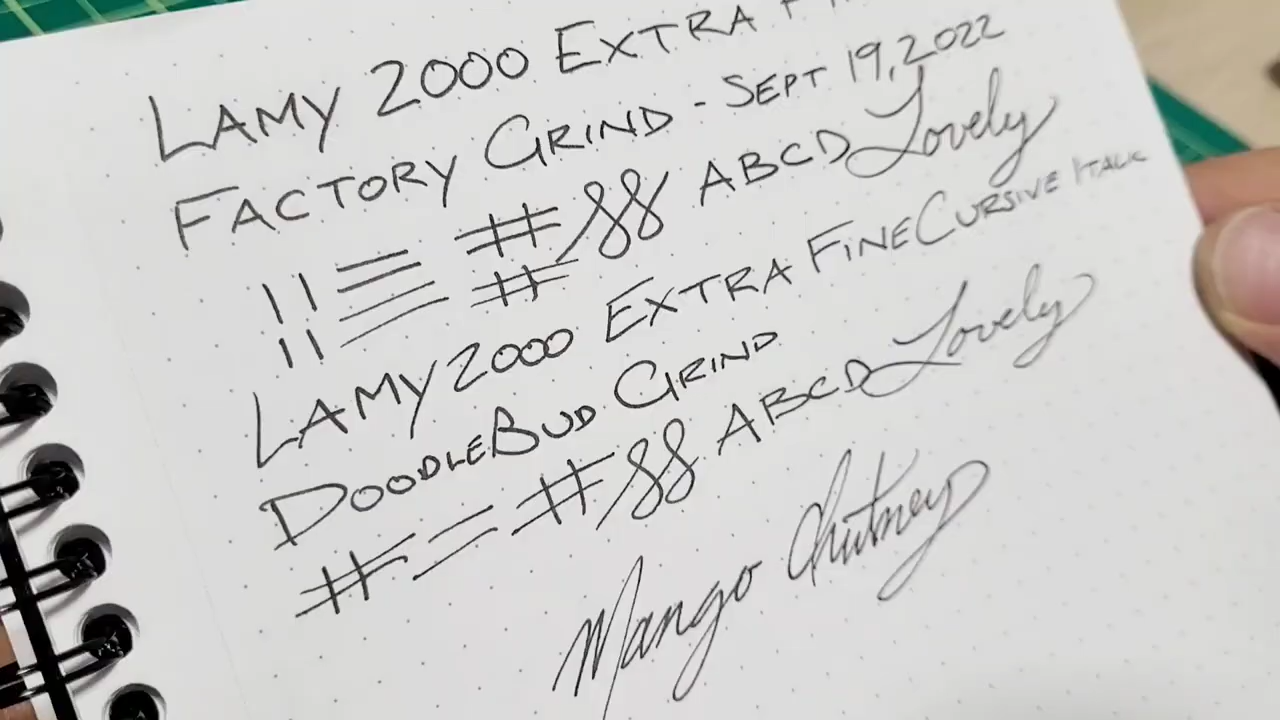 LAMY 2000 EXTRA
FACTORY GRIND - SEPT 19, 2022
# 88 ABCD Lovely
#
LAMY 2000 EXTRA FINE CURSIVE ITALIC
DOODLEBUD GRIND
# = # 88 ABCD Lovely
Mango Chutney